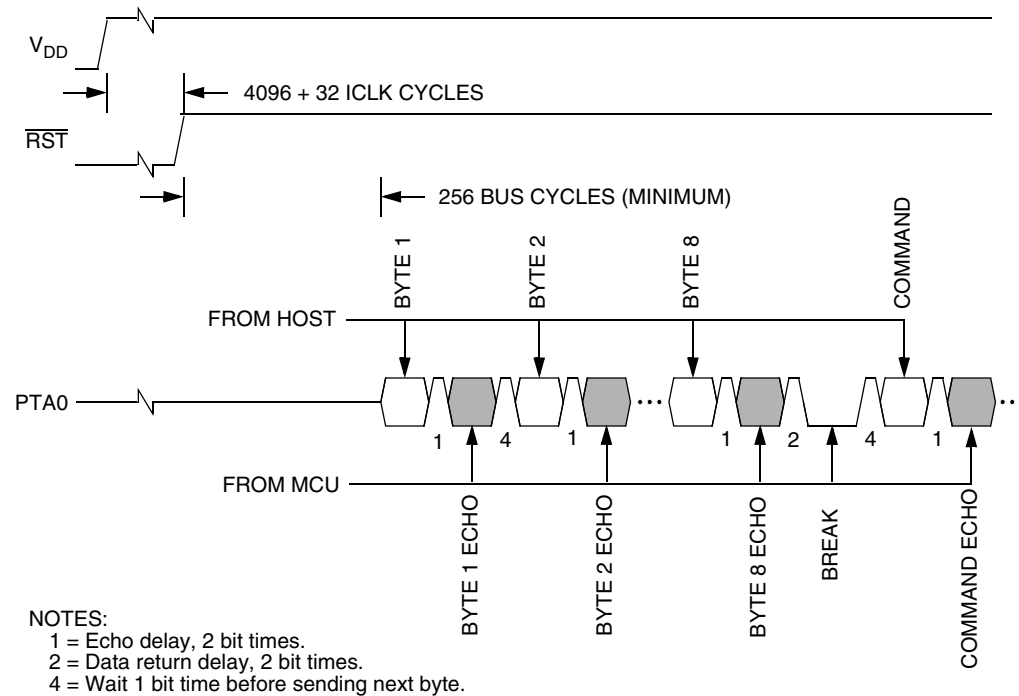 VDD
4096 + 32 ICLK CYCLES
RST
256 BUS CYCLES (MINIMUM)
BYTE 1
BYTE 2
BYTE 8
COMMAND
FROM HOST
PTA0
1
4
1
1
2
4
1
FROM MCU
BYTE 1 ECHO
BYTE 2 ECHO
BYTE 8 ECHO
BREAK
COMMAND ECHO
NOTES:
1 = Echo delay, 2 bit times.
2 = Data return delay, 2 bit times.
4 = Wait 1 bit time before sending next byte.